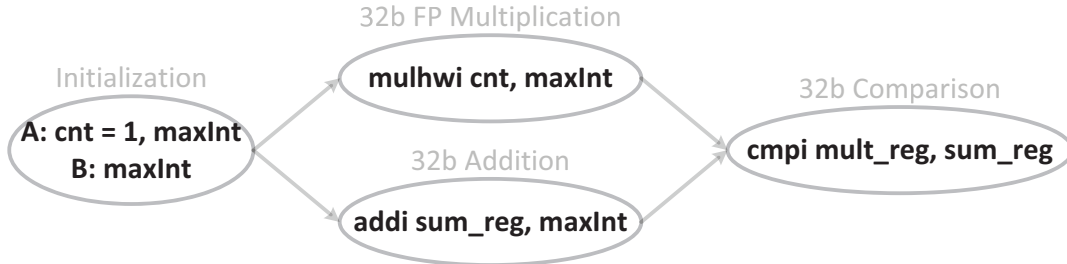 Initialization
A: cnt = 1, maxInt
B: maxInt
32b FP Multiplication
mulhwi cnt, maxInt
32b Addition
addi sum_reg, maxInt
32b Comparison
cmpi mult_reg, sum_reg